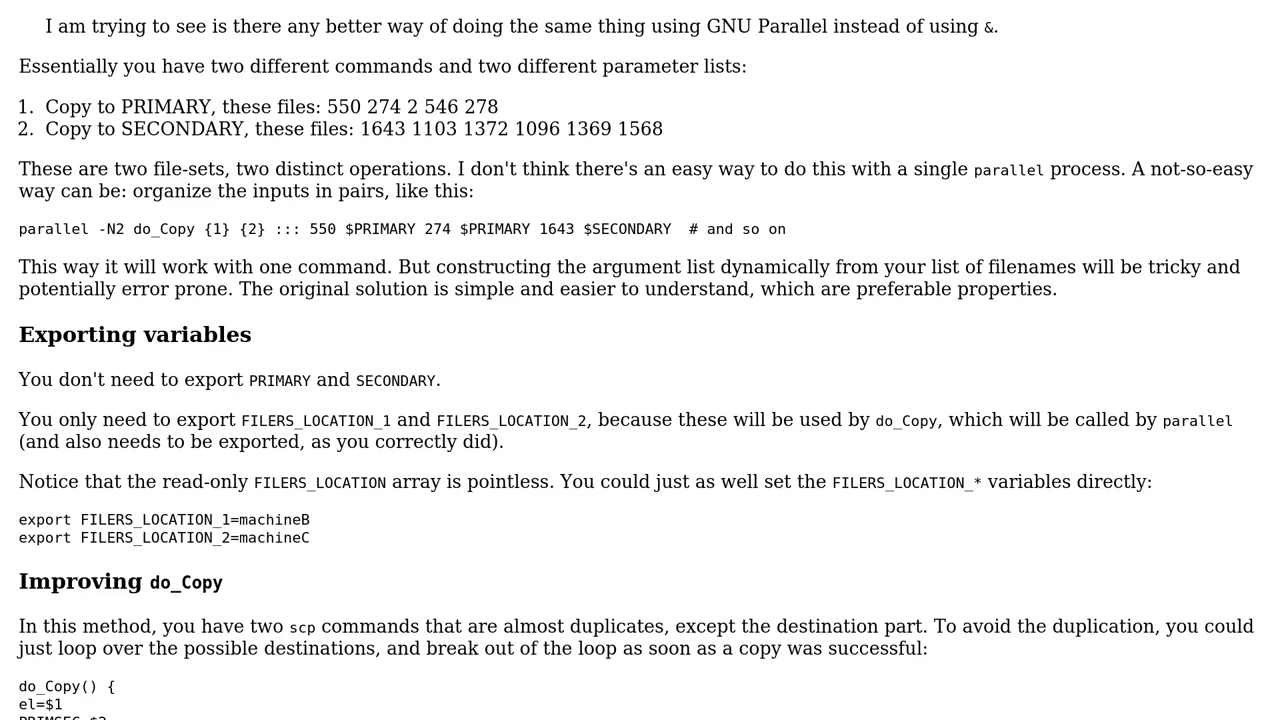 I am trying to see is there any better way of doing the same thing using GNU Parallel instead of using &.
Essentially you have two different commands and two different parameter lists:
1. Copy to PRIMARY, these files: 550 274 2 546 278
2. Copy to SECONDARY, these files: 1643 1103 1372 1096 1369 1568
These are two file-sets, two distinct operations. I don't think there's an easy way to do this with a single parallel process. A not-so-easy
way can be: organize the inputs in pairs, like this:
parallel -N2 do_Copy {1} {2} ::: 550 $PRIMARY 274 $PRIMARY 1643 $SECONDARY  # and so on
This way it will work with one command. But constructing the argument list dynamically from your list of filenames will be tricky and
potentially error prone. The original solution is simple and easier to understand, which are preferable properties.
Exporting variables
You don't need to export PRIMARY and SECONDARY.
You only need to export FILERS_LOCATION_1 and FILERS_LOCATION_2, because these will be used by do_Copy, which will be called by parallel
(and also needs to be exported, as you correctly did).
Notice that the read-only FILERS_LOCATION array is pointless. You could just as well set the FILERS_LOCATION_* variables directly:
export FILERS_LOCATION_1=machineB
export FILERS_LOCATION_2=machineC
Improving do_Copy
In this method, you have two scp commands that are almost duplicates, except the destination part. To avoid the duplication, you could
just loop over the possible destinations, and break out of the loop as soon as a copy was successful:
do_Copy() {
el=$1
PRIMSEC=$2